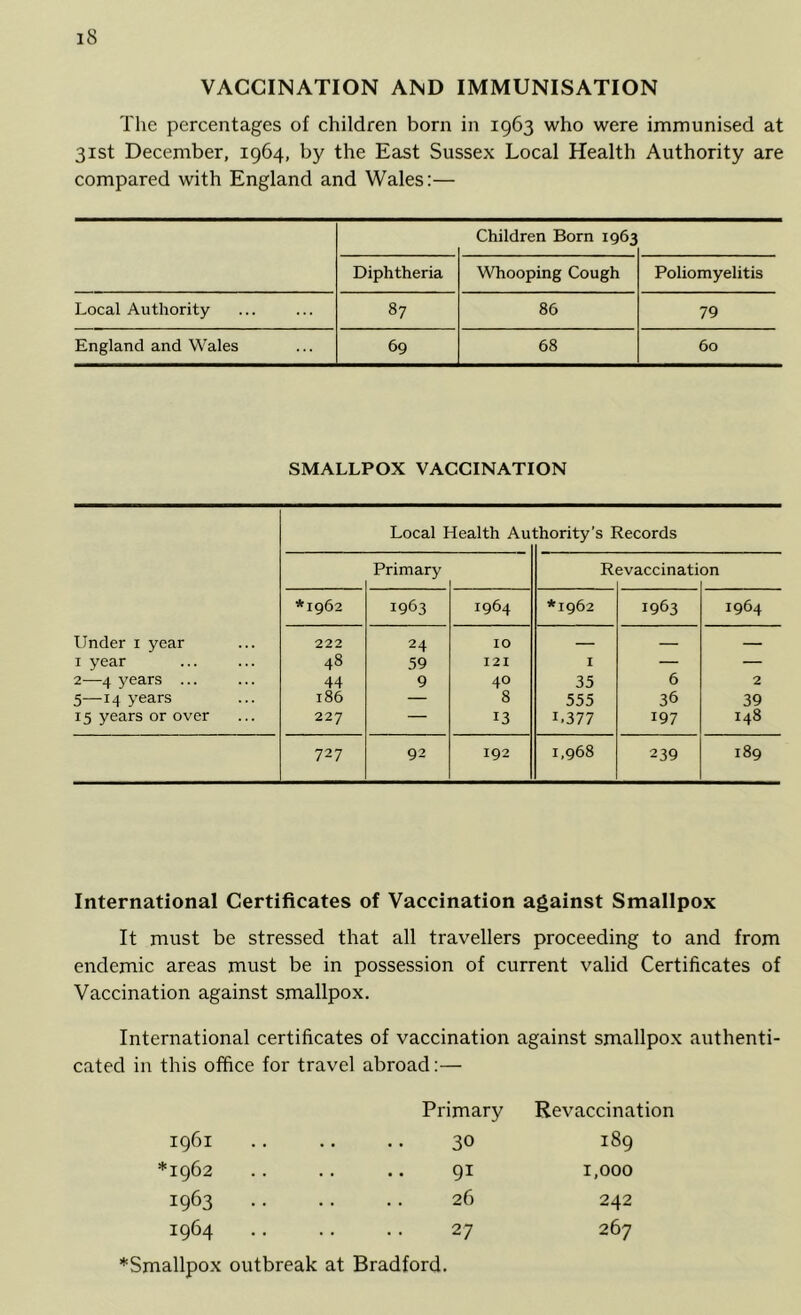 18
VACCINATION AND IMMUNISATION
The percentages of children born in 1963 who were immunised at
31st December, 1964, by the East Sussex Local Health Authority are
compared with England and Wales:—
Children Born 1963
Diphtheria Whooping Cough Poliomyelitis
Local Authority ... ... 87 86 79
England and Wales ... 69 68 60
SMALLPOX VACCINATION
Local Health Authority's Records
Primary Revaccination
*1962 1963 1964 *1962 1963 1964
Under 1 year ... 222 24 10 — — —
1 year ... ... 48 59 121 1 — —
2—4 years ... ... 44 9 40 35 6 2
5—14 years ... 186 — 8 555 36 39
15 years or over ... 227 — 13 1,377 197 148
727 92 192 1,968 239 189
International Certificates of Vaccination against Smallpox
It must be stressed that all travellers proceeding to and from
endemic areas must be in possession of current valid Certificates of
Vaccination against smallpox.
International certificates of vaccination against smallpox authenti-
cated in this office for travel abroad:—
Primary Revaccination
1961 .. .. .. 30 189
*1962 .. .. .. 91 1,000
1963 .. .. .. 26 242
1964 .. .. .. 27 267
*Smallpox outbreak at Bradford.